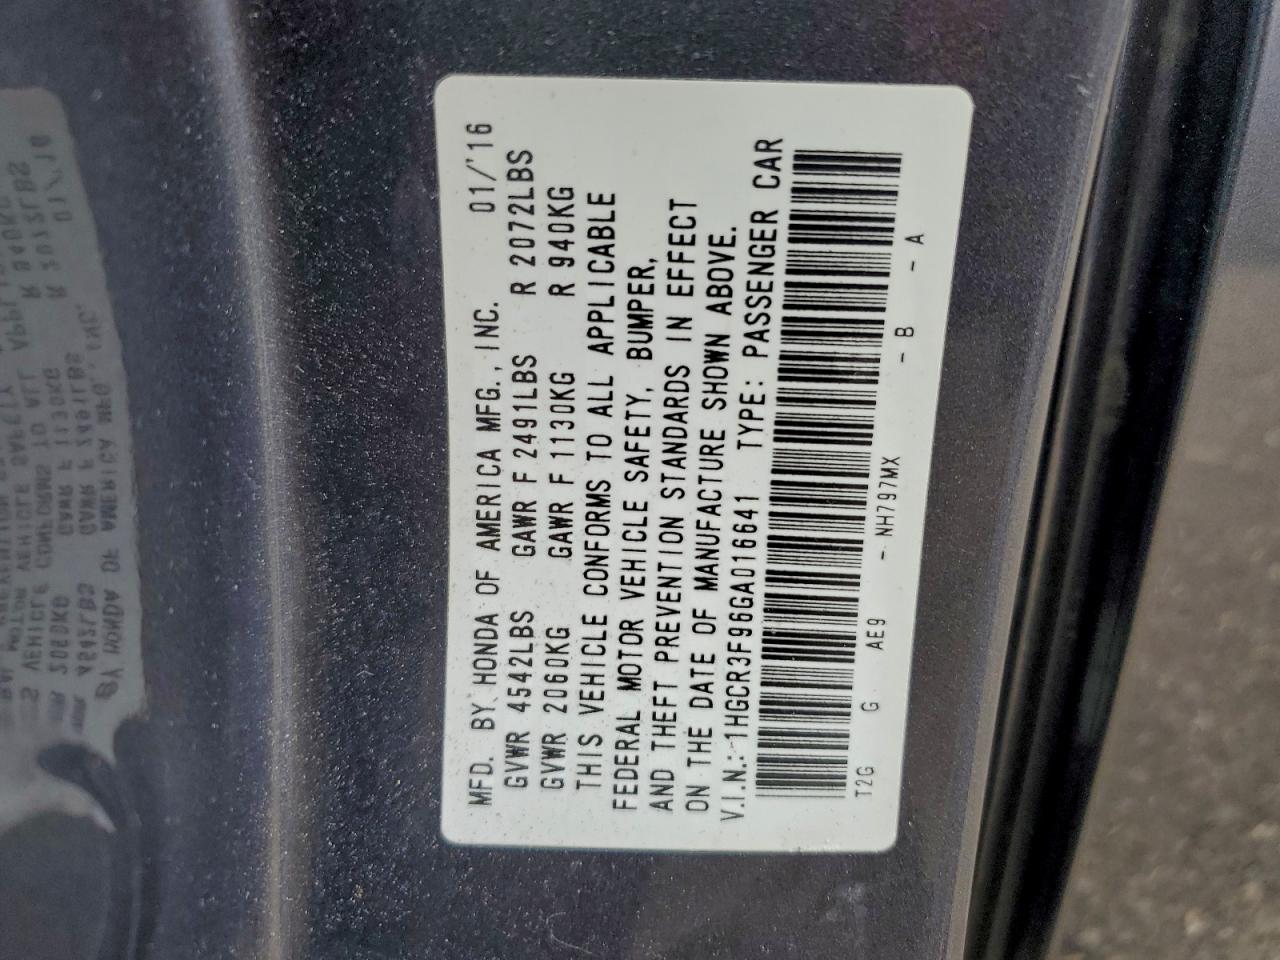 MFD. BY HONDA OF AMERICA MFG., INC. 01/'16
GVWR 4542LBS GAWR F 2491LBS R 2072LBS
GVWR 2060KG GAWR F 1130KG R 940KG
THIS VEHICLE CONFORMS TO ALL APPLICABLE
FEDERAL MOTOR VEHICLE SAFETY, BUMPER,
AND THEFT PREVENTION STANDARDS IN EFFECT
ON THE DATE OF MANUFACTURE SHOWN ABOVE.
V.I.N.: 1HGCR3F96GA016641 TYPE: PASSENGER CAR
T2G G AE9 - NH797MX - B - A